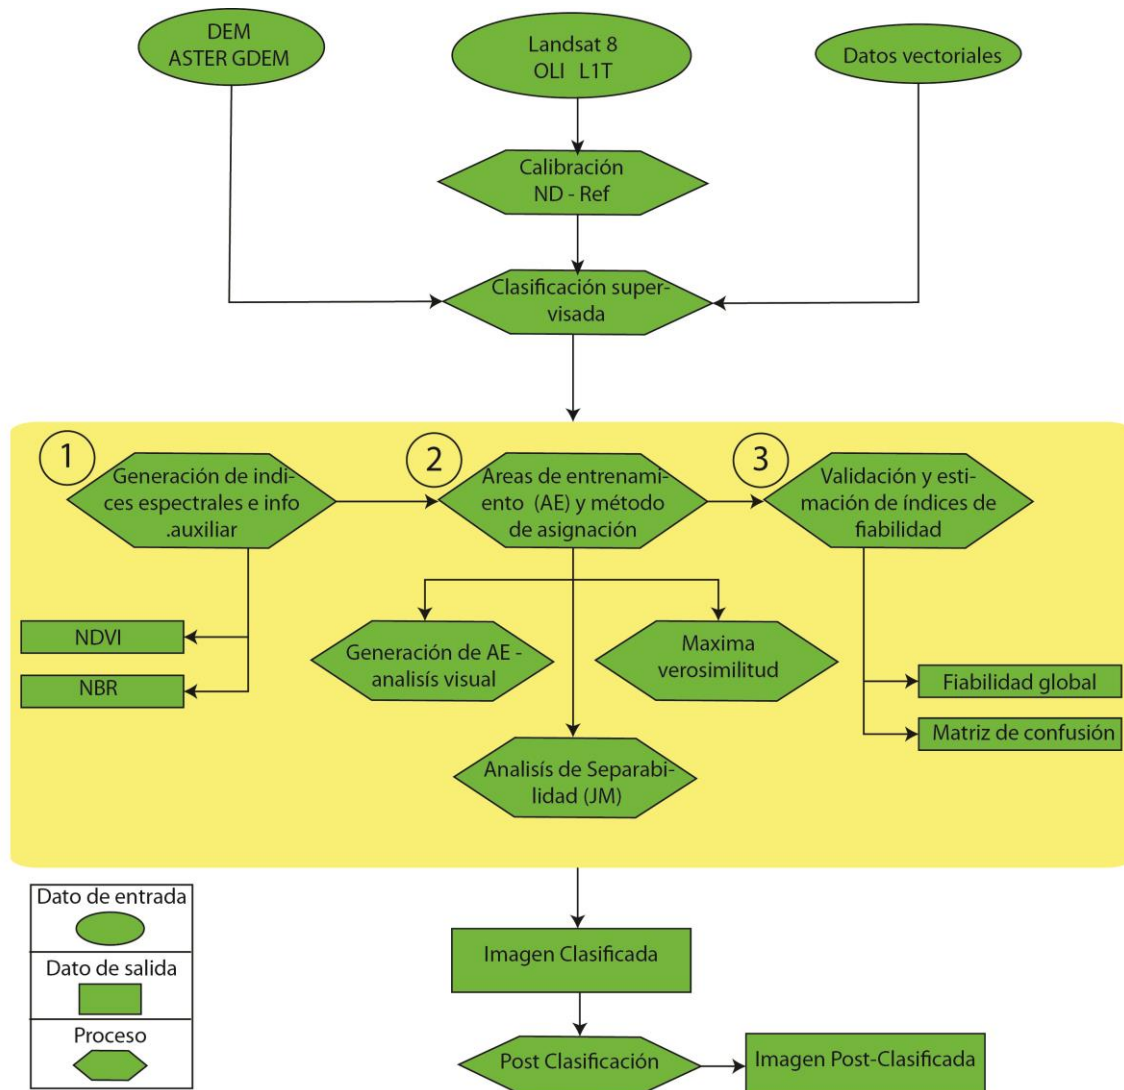 DEM
ASTER GDEM
Landsat 8
OLI L1T
Datos vectoriales
Calibración
ND - Ref
Clasificación super-
visada
1
Generación de indi-
ces espectrales e info
.auxiliar
2
Areas de entrenami-
ento (AE) y método
de asignación
3
Validación y esti-
mación de índices de
fiabilidad
NDVI
NBR
Generación de AE -
analisís visual
Maxima
verosimilitud
Analisís de Separabi-
lidad (JM)
Fiabilidad global
Matriz de confusión
Dato de entrada
Dato de salida
Proceso
Imagen Clasificada
Post Clasificación
Imagen Post-Clasificada